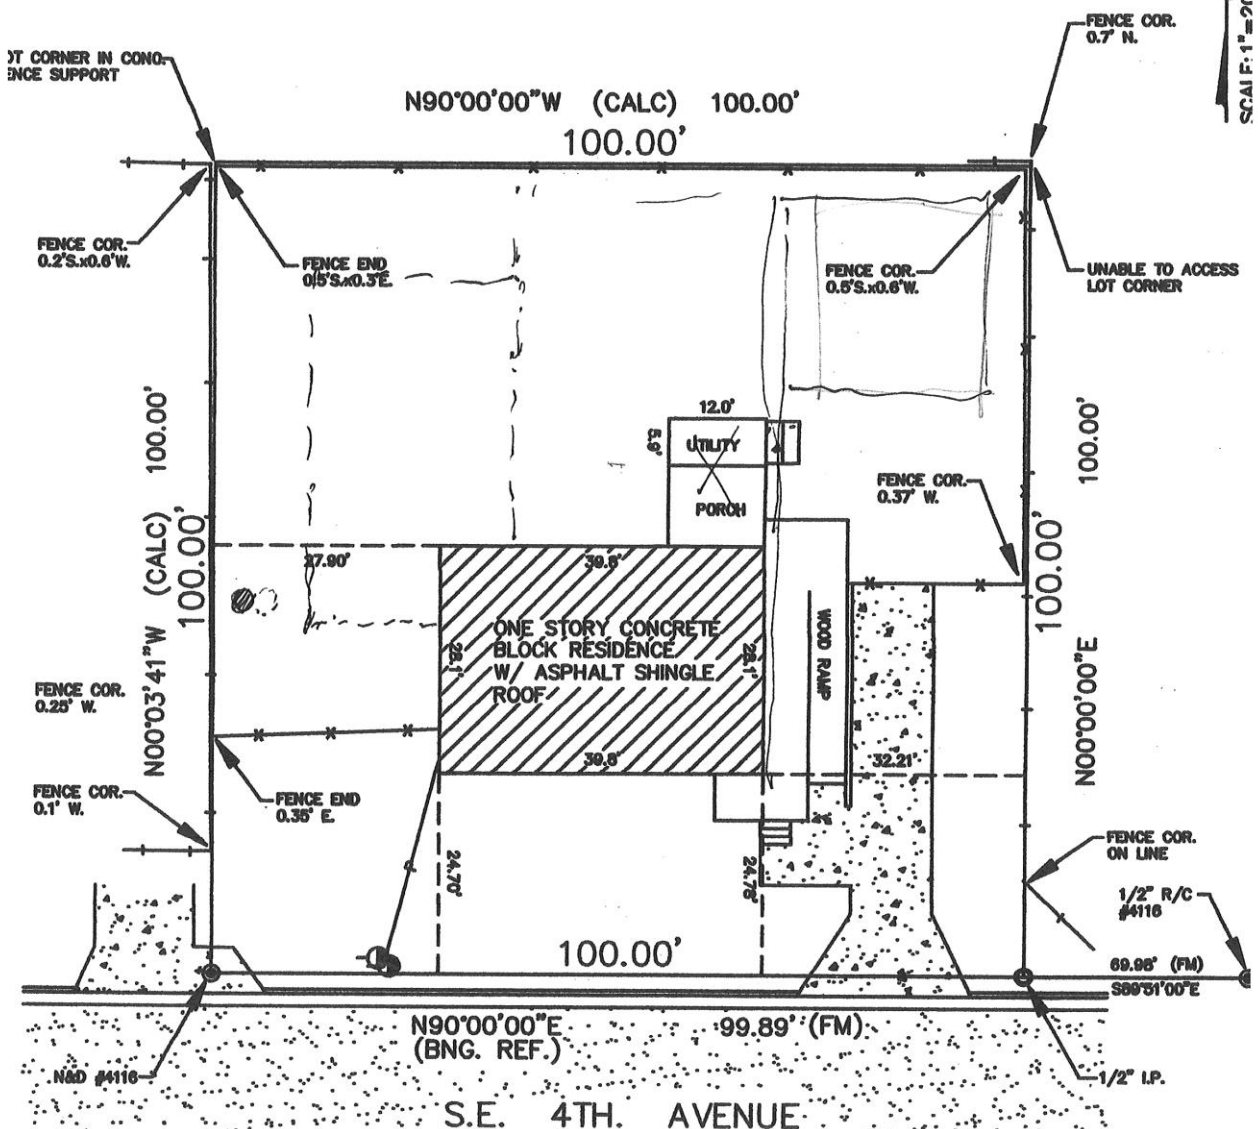 FENCE COR.
0.7' N.
SCALE: 1"=20
OT CORNER IN CONC.
ENCE SUPPORT
N90°00'00"W (CALC) 100.00'
100.00'
FENCE COR.
0.2'S.x0.6'W.
FENCE END
0.5'S.x0.3'E.
FENCE COR.
0.5'S.x0.6'W.
UNABLE TO ACCESS
LOT CORNER
12.0'
5.9'
UTILITY
PORCH
FENCE COR.
0.37' W.
N00°03'41"W (CALC) 100.00'
100.00'
100.00'
N00°00'00"E 100.00'
27.90'
39.8'
ONE STORY CONCRETE
BLOCK RESIDENCE
W/ ASPHALT SHINGLE
ROOF
28.1'
28.1'
WOOD RAMP
39.8'
32.21'
FENCE COR.
0.25' W.
FENCE COR.
0.1' W.
FENCE END
0.35' E.
24.70'
24.78'
FENCE COR.
ON LINE
1/2" R/C
#4116
100.00'
69.98' (FM)
S89°51'00"E
N90°00'00"E 99.89' (FM)
(BNG. REF.)
N&D #4116
1/2" I.P.
S.E. 4TH. AVENUE